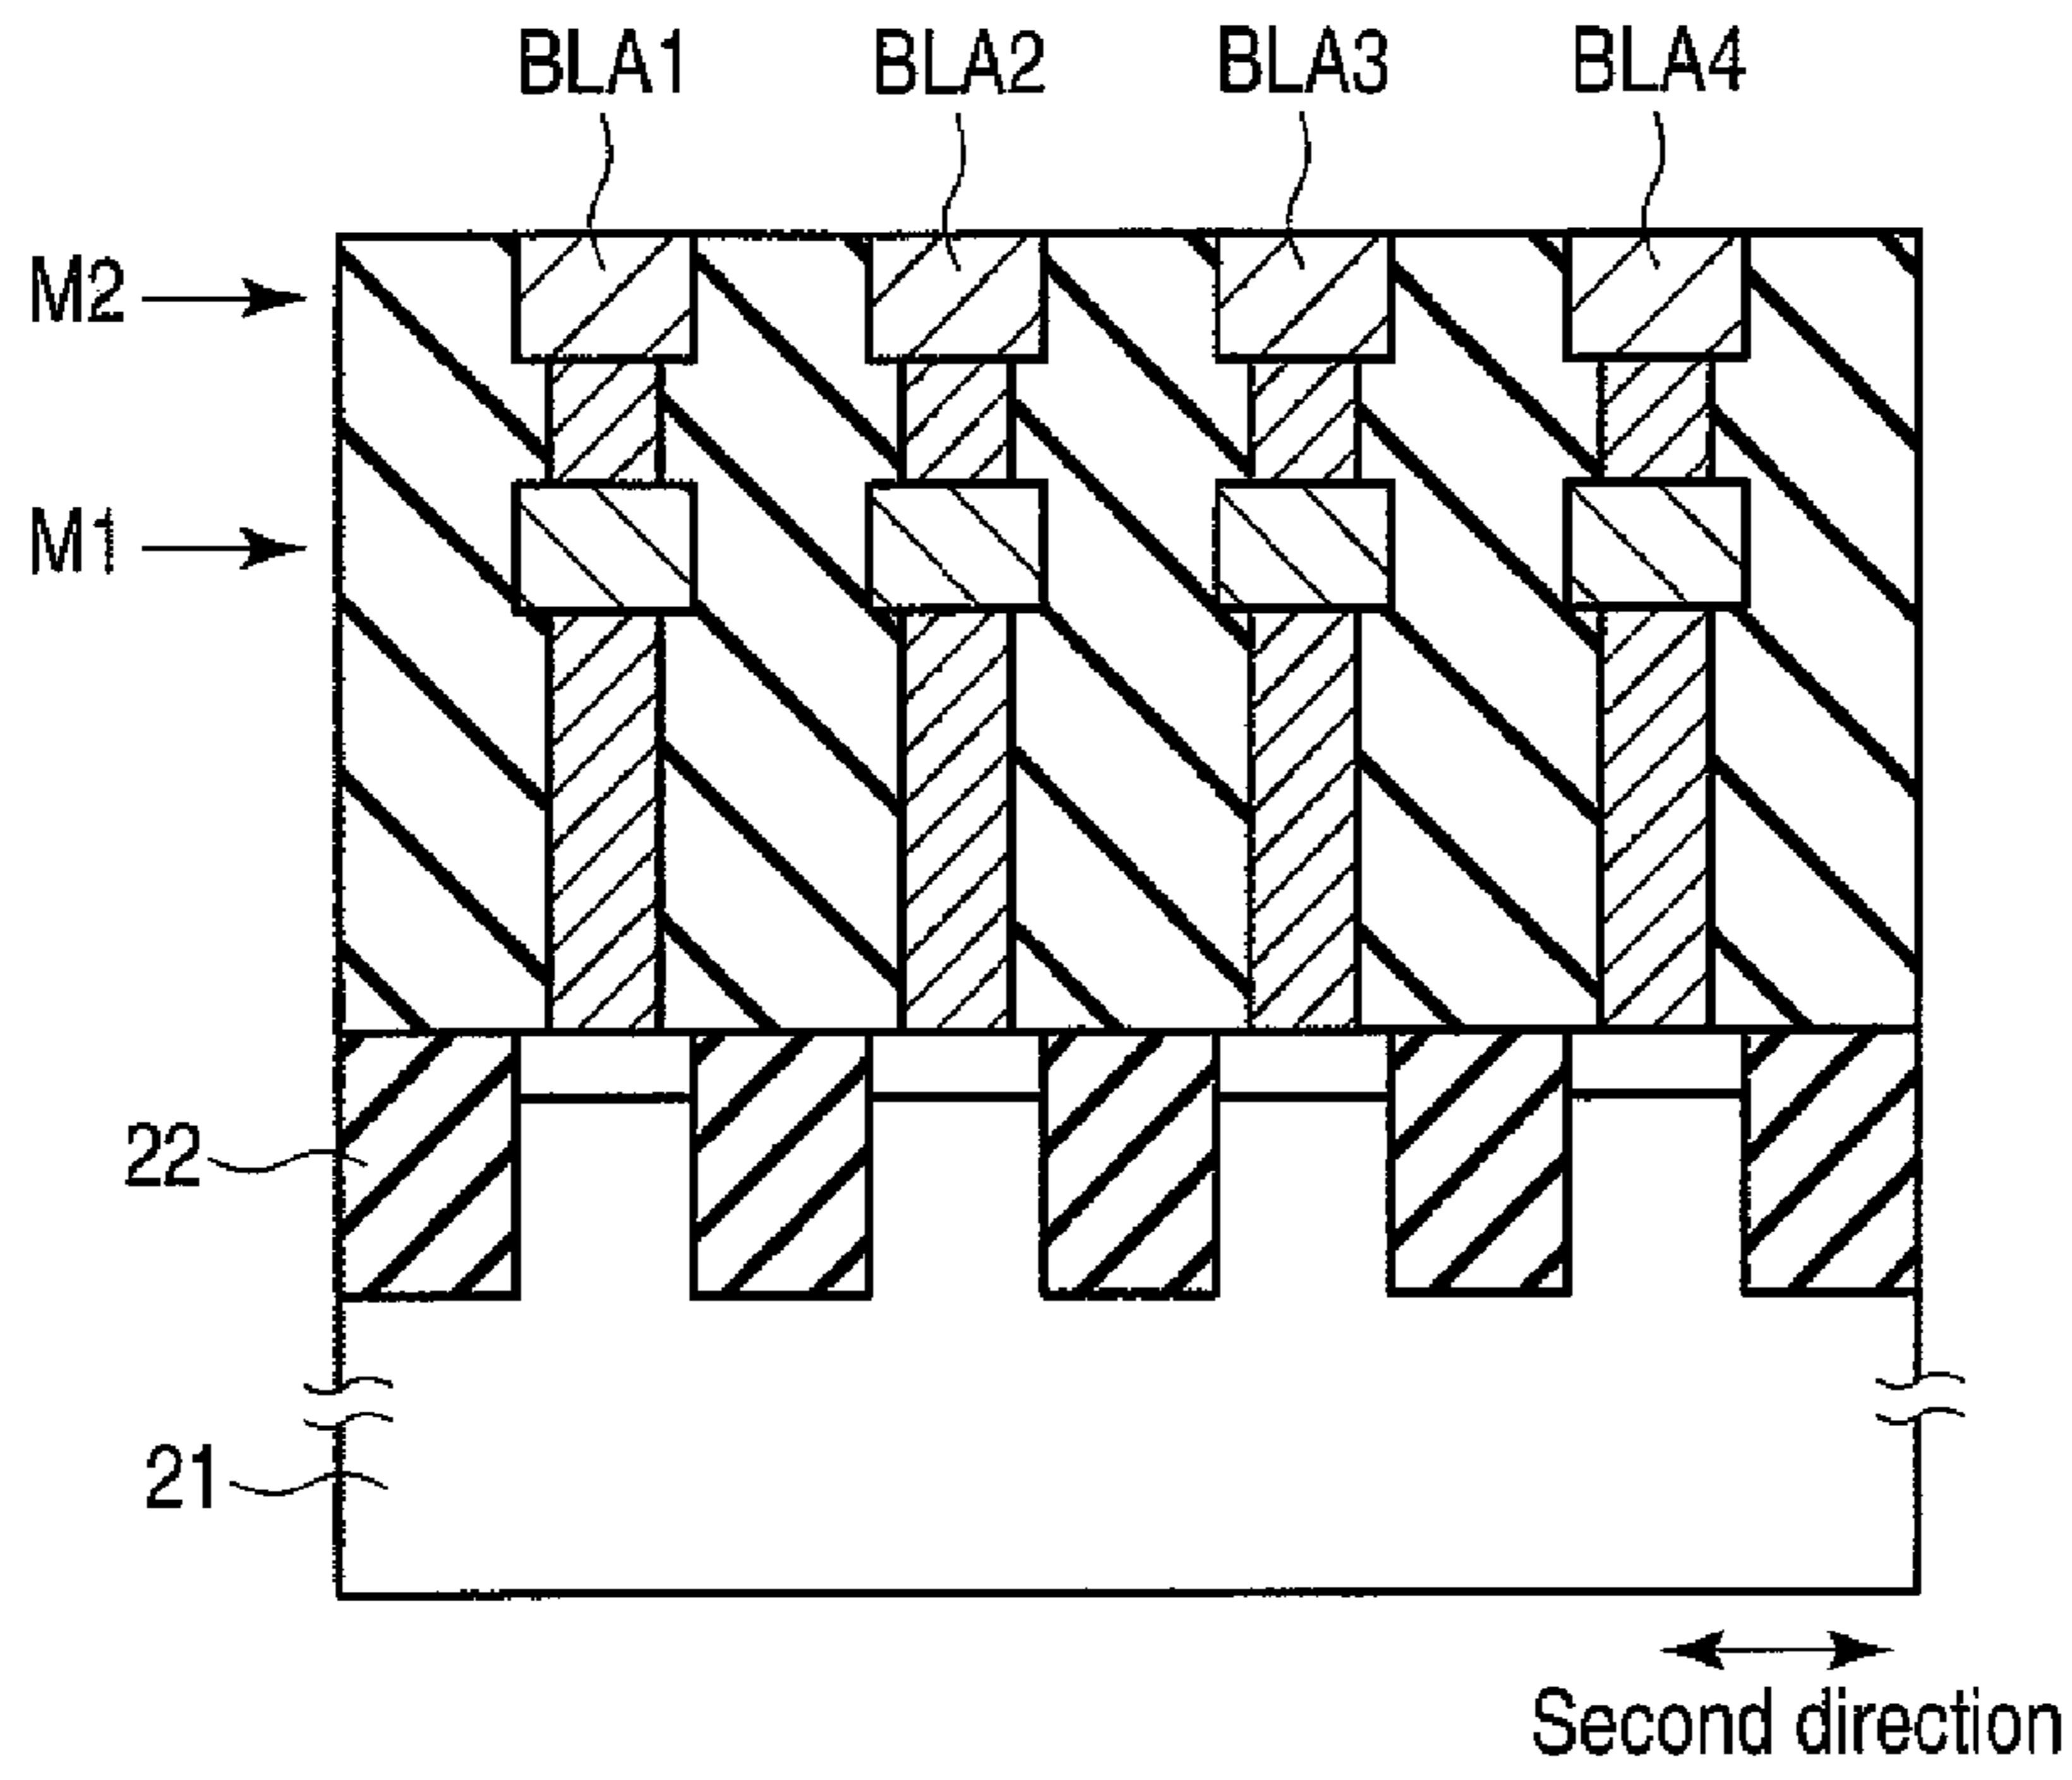 BLA1 BLA2 BLA3 BLA4
M2
M1
22
21
Second direction